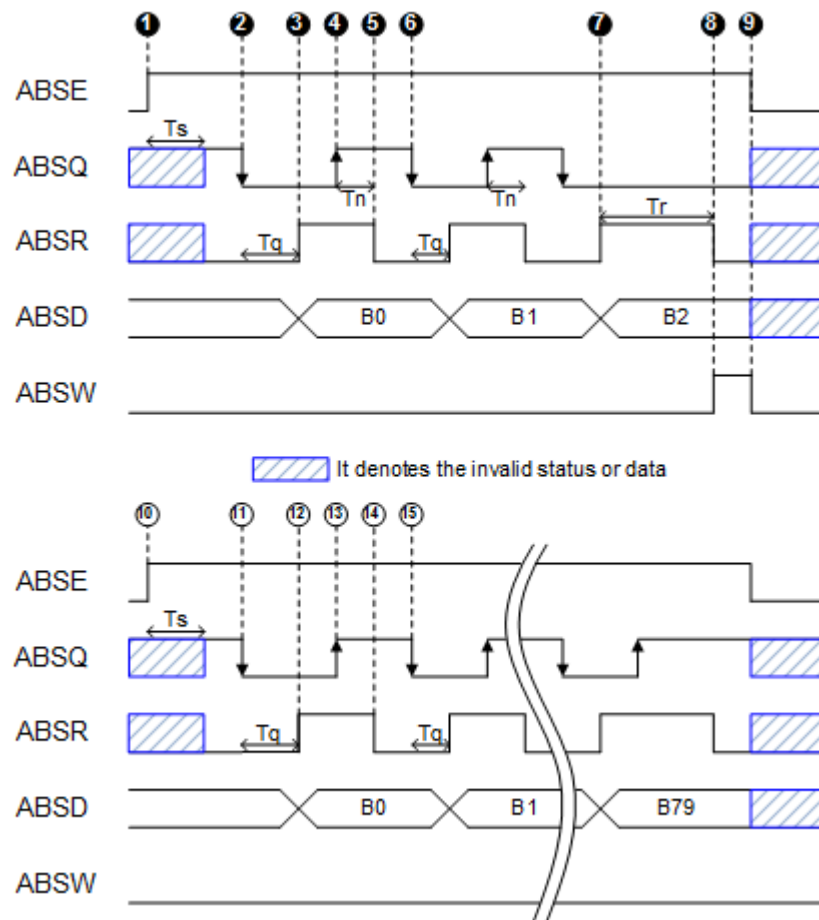 1 2 3 4 5 6 7 8 9
ABSE
Ts
ABSQ
Tn Tn
Tr
ABSR
Tq Tq
ABSD B0 B1 B2
ABSW
It denotes the invalid status or data
10 11 12 13 14 15
ABSE
Ts
ABSQ
ABSR
Tq Tq
ABSD B0 B1 B79
ABSW